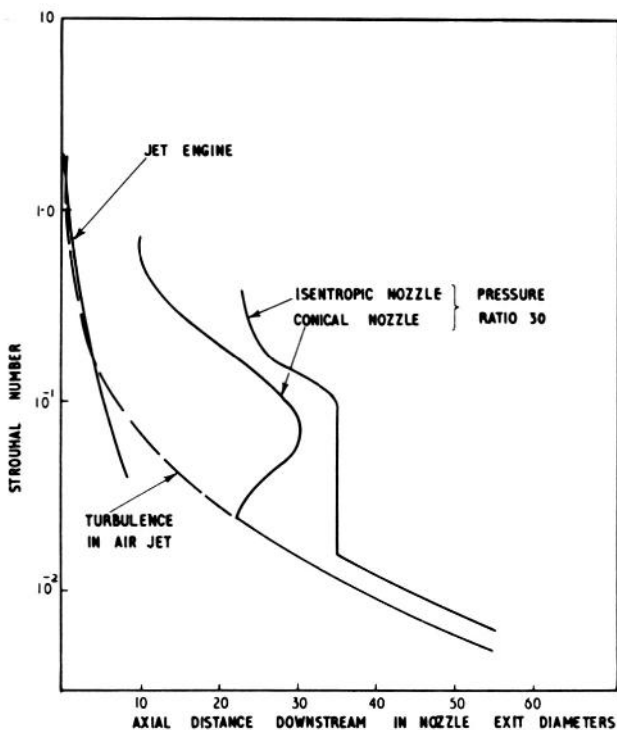 10
JET ENGINE
1·0
ISENTROPIC NOZZLE } PRESSURE
CONICAL NOZZLE RATIO 30
10⁻¹
STROUHAL NUMBER
TURBULENCE
IN AIR JET
10⁻²
10 20 30 40 50 60
AXIAL DISTANCE DOWNSTREAM IN NOZZLE EXIT DIAMETERS